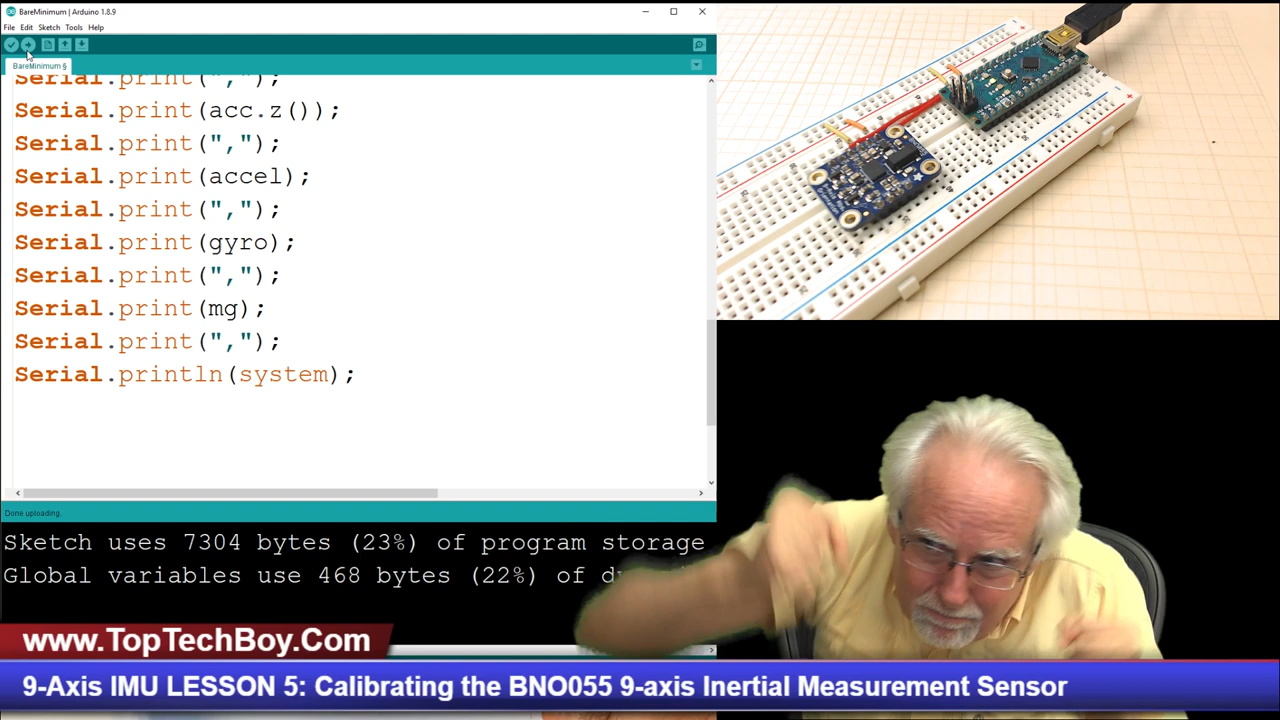 BareMinimum | Arduino 1.8.9
File Edit Sketch Tools Help
BareMinimum §
Serial.print(",");
Serial.print(acc.z());
Serial.print(",");
Serial.print(accel);
Serial.print(",");
Serial.print(gyro);
Serial.print(",");
Serial.print(mg);
Serial.print(",");
Serial.println(system);
Done uploading.
Sketch uses 7304 bytes (23%) of program storage
Global variables use 468 bytes (22%) of
www.TopTechBoy.Com
9-Axis IMU LESSON 5: Calibrating the BNO055 9-axis Inertial Measurement Sensor